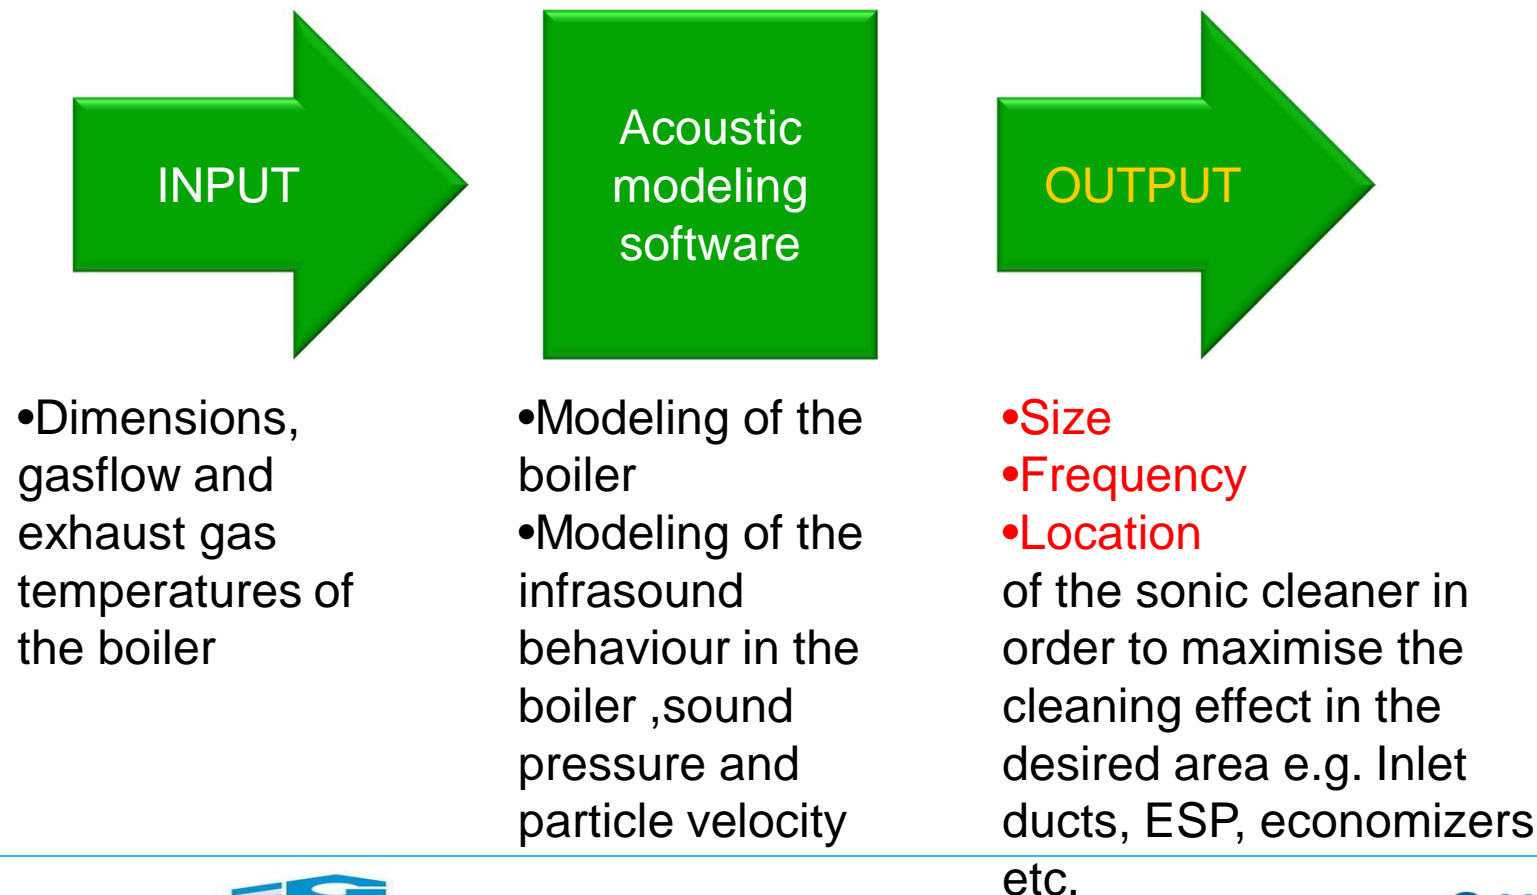 INPUT
Acoustic
modeling
software
OUTPUT
•Dimensions,
gasflow and
exhaust gas
temperatures of
the boiler
•Modeling of the
boiler
•Modeling of the
infrasound
behaviour in the
boiler ,sound
pressure and
particle velocity
•Size
•Frequency
•Location
of the sonic cleaner in
order to maximise the
cleaning effect in the
desired area e.g. Inlet
ducts, ESP, economizers
etc.